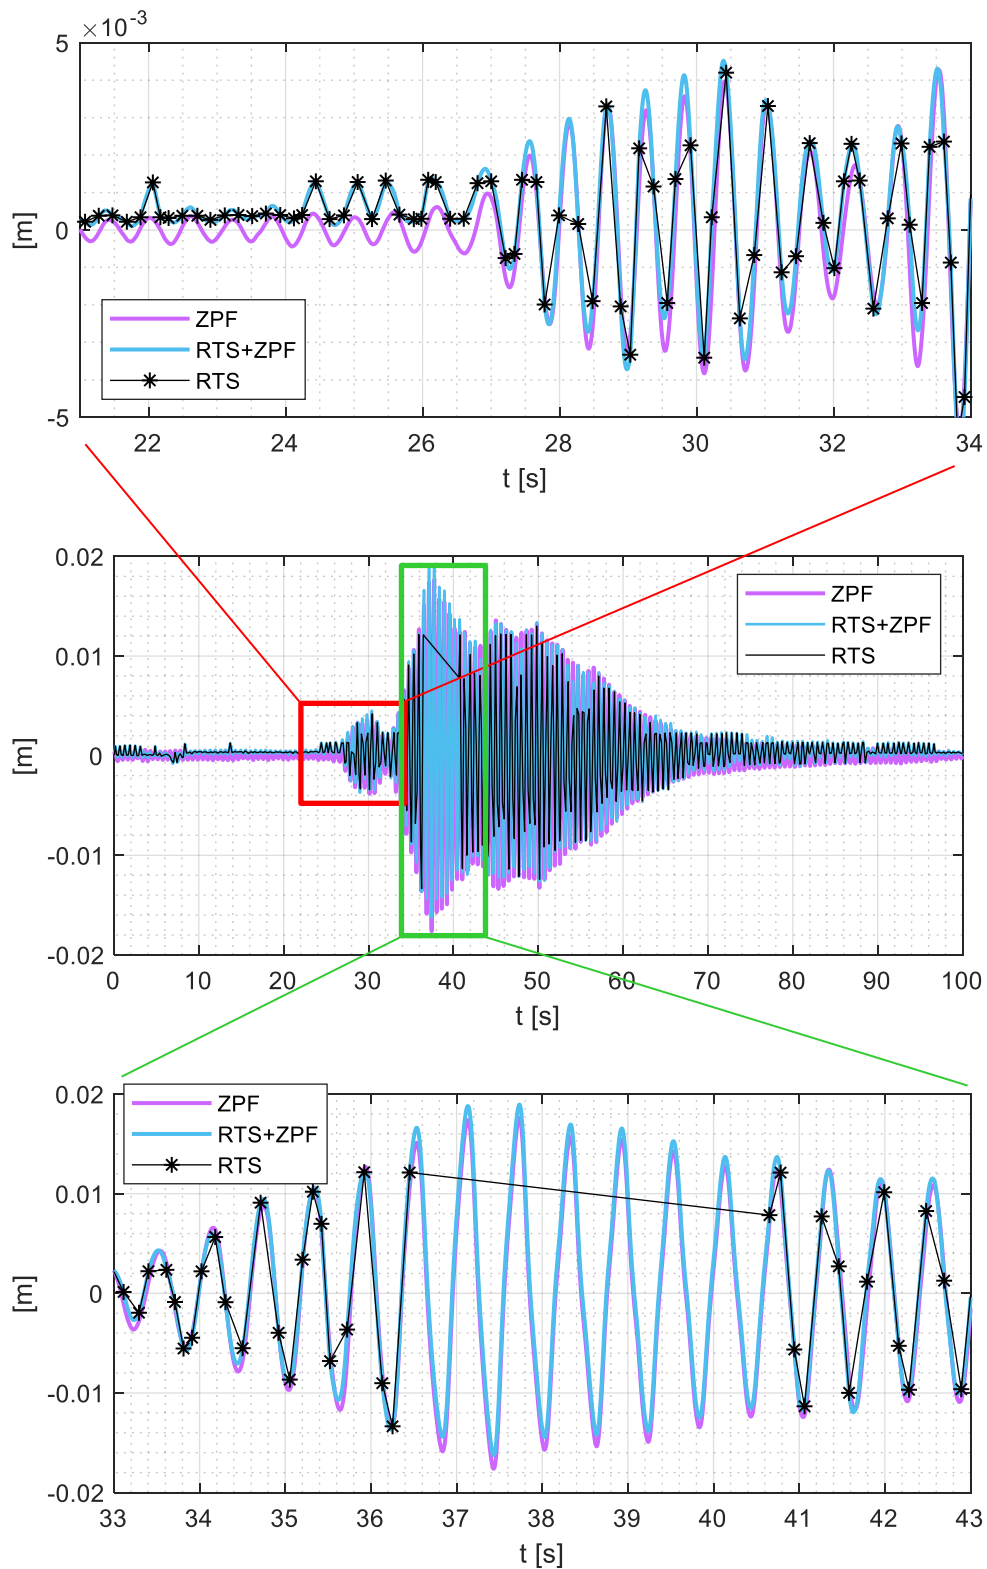 ×10⁻³
5
0
-5
[m]
ZPF
RTS+ZPF
RTS
22 24 26 28 30 32 34
t [s]
0.02
0.01
0
-0.01
-0.02
[m]
ZPF
RTS+ZPF
RTS
0 10 20 30 40 50 60 70 80 90 100
t [s]
0.02
0.01
0
-0.01
-0.02
[m]
ZPF
RTS+ZPF
RTS
33 34 35 36 37 38 39 40 41 42 43
t [s]